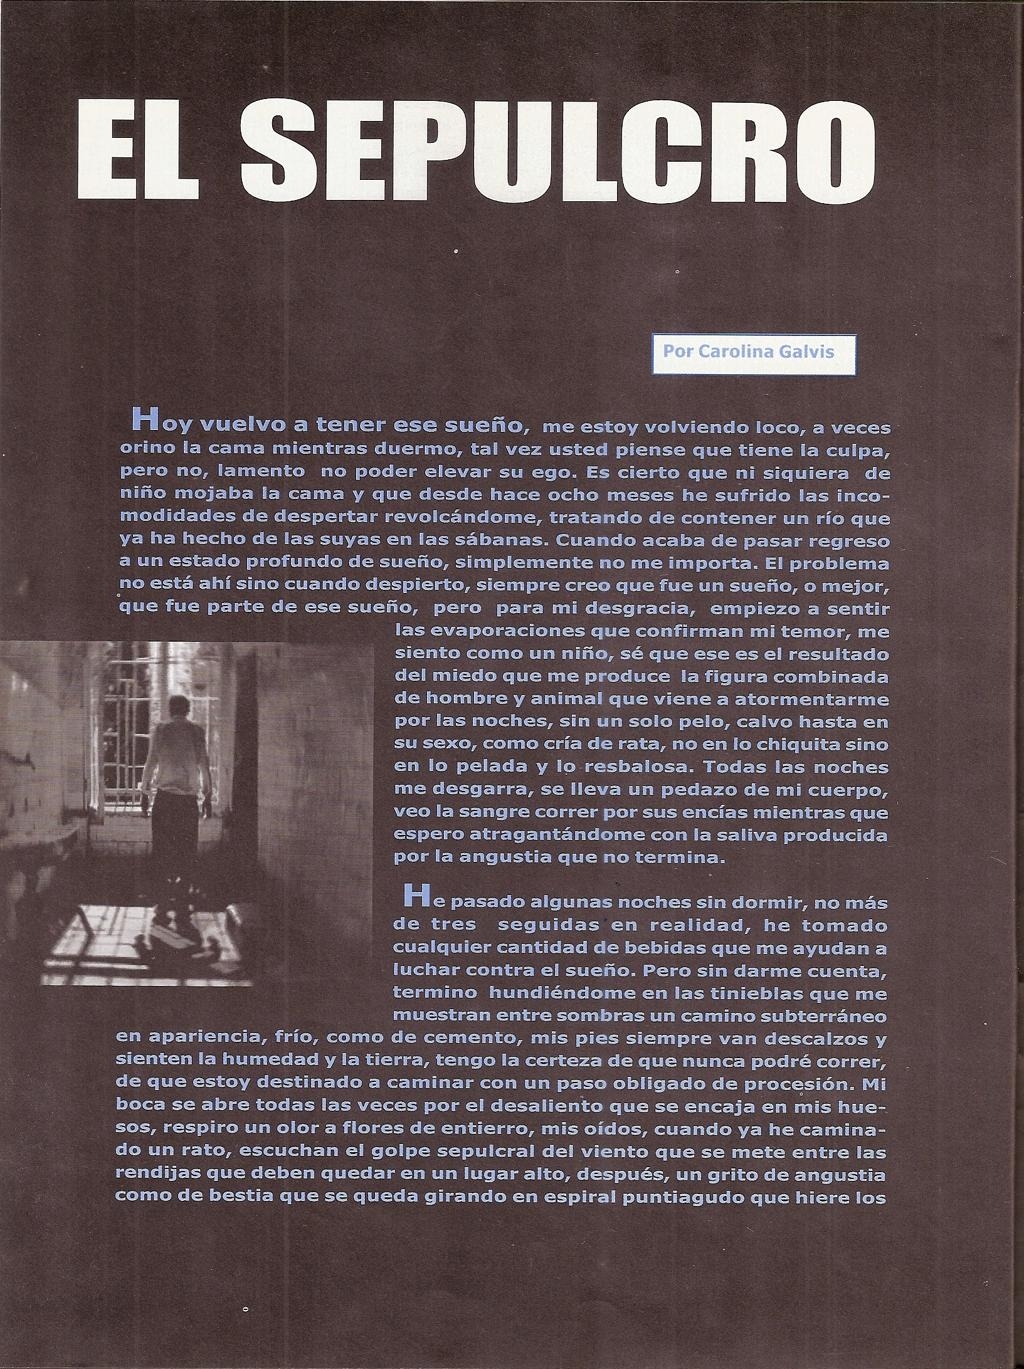 EL SEPULCRO
Por Carolina Galvis
Hoy vuelvo a tener ese sueño, me estoy volviendo loco, a veces
orino la cama mientras duermo, tal vez usted piense que tiene la culpa,
pero no, lamento no poder elevar su ego. Es cierto que ni siquiera de
niño mojaba la cama y que desde hace ocho meses he sufrido las inco-
modidades de despertar revolcándome, tratando de contener un río que
ya ha hecho de las suyas en las sábanas. Cuando acaba de pasar regreso
a un estado profundo de sueño, simplemente no me importa. El problema
no está ahí sino cuando despierto, siempre creo que fue un sueño, o mejor,
que fue parte de ese sueño, pero para mi desgracia, empiezo a sentir
las evaporaciones que confirman mi temor, me
siento como un niño, sé que ese es el resultado
del miedo que me produce la figura combinada
de hombre y animal que viene a atormentarme
por las noches, sin un solo pelo, calvo hasta en
su sexo, como cría de rata, no en lo chiquita sino
en lo pelada y lo resbalosa. Todas las noches
me desgarra, se lleva un pedazo de mi cuerpo,
veo la sangre correr por sus encías mientras que
espero atragantándome con la saliva producida
por la angustia que no termina.
He pasado algunas noches sin dormir, no más
de tres seguidas en realidad, he tomado
cualquier cantidad de bebidas que me ayudan a
luchar contra el sueño. Pero sin darme cuenta,
termino hundiéndome en las tinieblas que me
muestran entre sombras un camino subterráneo
en apariencia, frío, como de cemento, mis pies siempre van descalzos y
sienten la humedad y la tierra, tengo la certeza de que nunca podré correr,
de que estoy destinado a caminar con un paso obligado de procesión. Mi
boca se abre todas las veces por el desaliento que se encaja en mis hue-
sos, respiro un olor a flores de entierro, mis oídos, cuando ya he camina-
do un rato, escuchan el golpe sepulcral del viento que se mete entre las
rendijas que deben quedar en un lugar alto, después, un grito de angustia
como de bestia que se queda girando en espiral puntiagudo que hiere los